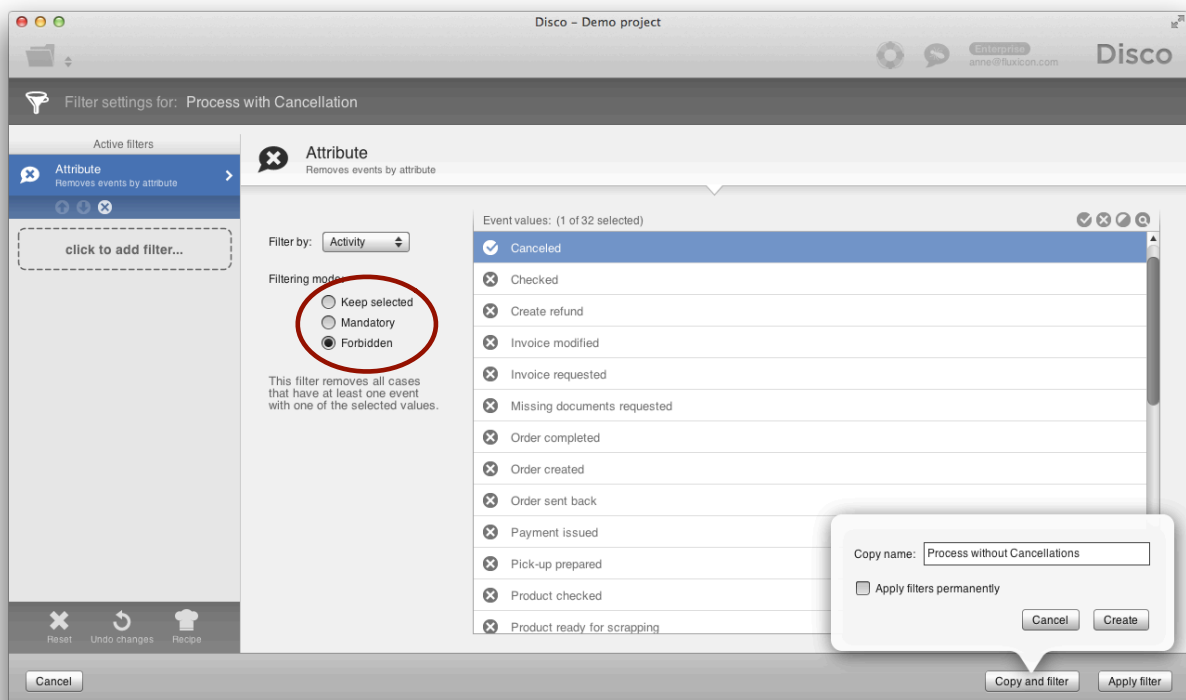 Disco – Demo project
Enterprise
anne@fluxicon.com
Disco
Filter settings for: Process with Cancellation
Active filters
Attribute
Removes events by attribute
click to add filter...
Attribute
Removes events by attribute
Filter by: Activity
Filtering mode:
Keep selected
Mandatory
Forbidden
This filter removes all cases
that have at least one event
with one of the selected values.
Event values: (1 of 32 selected)
Canceled
Checked
Create refund
Invoice modified
Invoice requested
Missing documents requested
Order completed
Order created
Order sent back
Payment issued
Pick-up prepared
Product checked
Product ready for scrapping
Copy name: Process without Cancellations
Apply filters permanently
Cancel Create
Reset Undo changes Recipe
Cancel
Copy and filter Apply filter